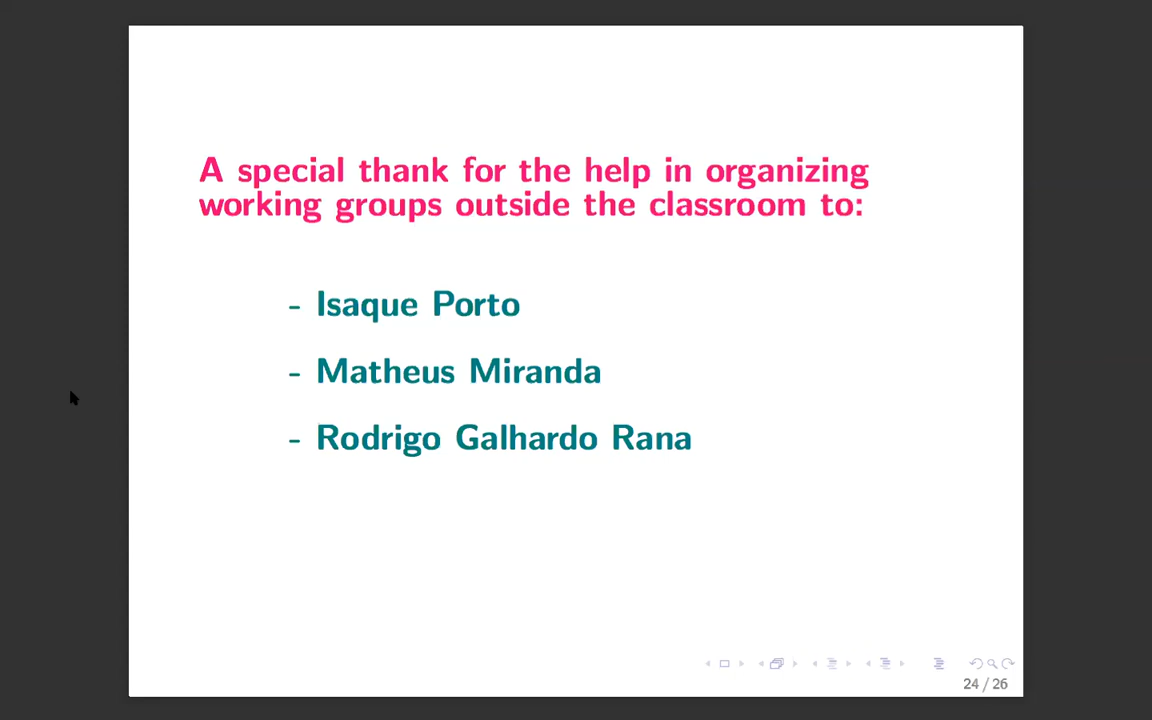 A special thank for the help in organizing
working groups outside the classroom to:
- Isaque Porto
- Matheus Miranda
- Rodrigo Galhardo Rana
24 / 26